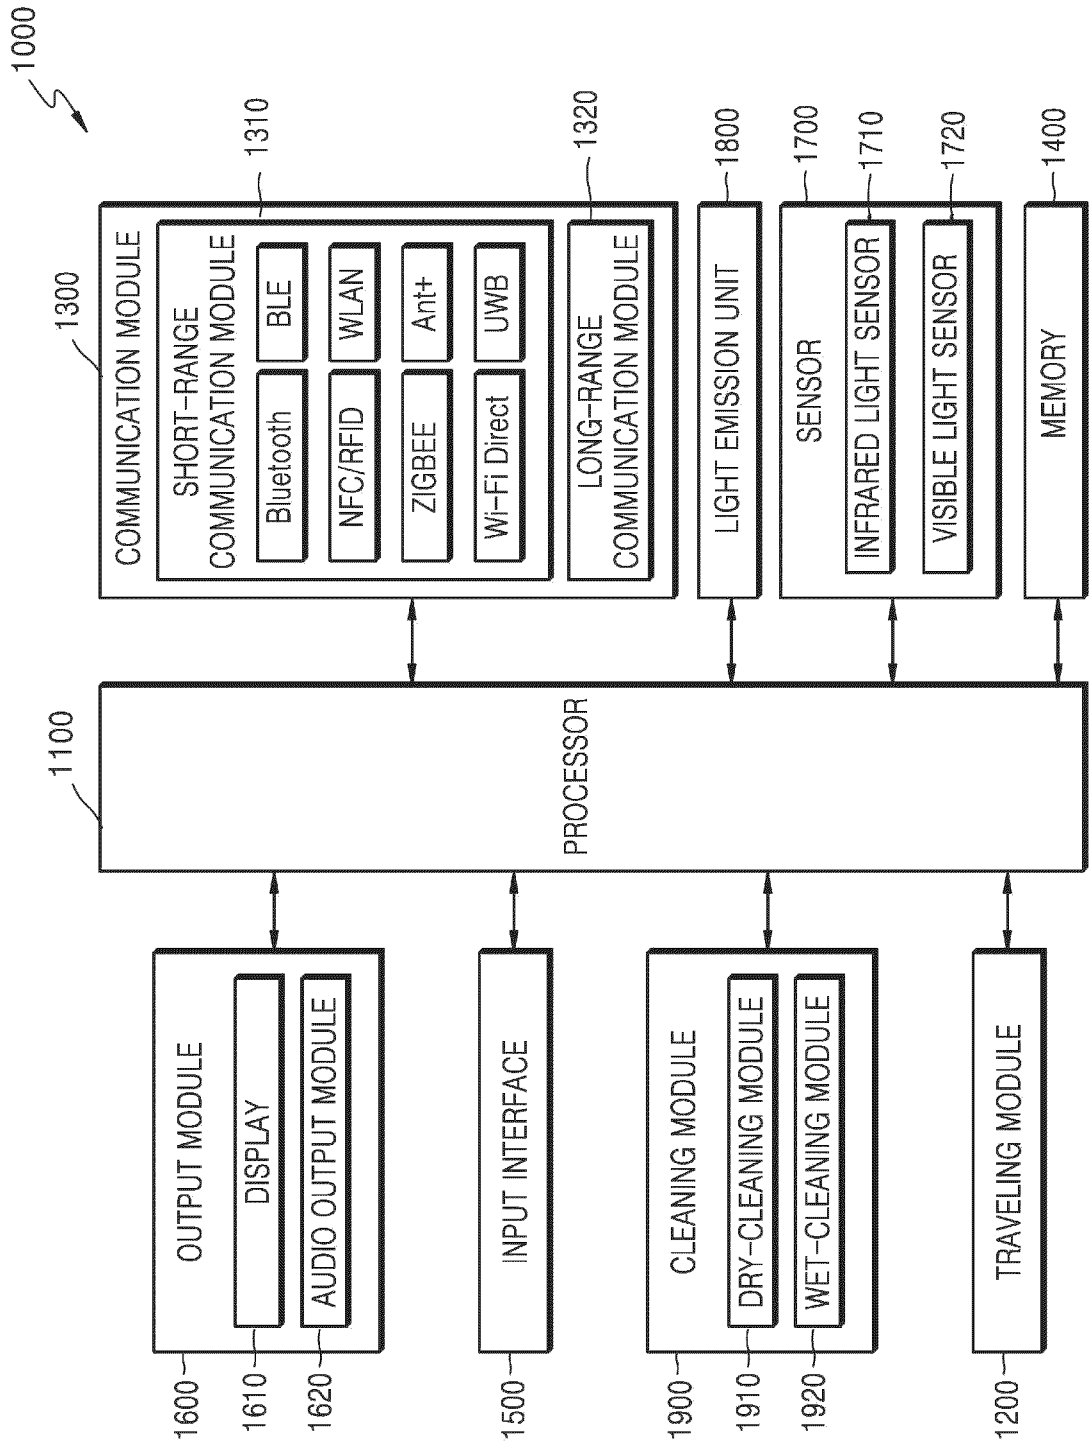 1000
1600
OUTPUT MODULE
1610
DISPLAY
1620
AUDIO OUTPUT MODULE
1500
INPUT INTERFACE
1900
CLEANING MODULE
1910
DRY-CLEANING MODULE
1920
WET-CLEANING MODULE
1200
TRAVELING MODULE
1100
PROCESSOR
1300
COMMUNICATION MODULE
1310
SHORT-RANGE
COMMUNICATION MODULE
Bluetooth
BLE
NFC/RFID
WLAN
ZIGBEE
Ant+
Wi-Fi Direct
UWB
1320
LONG-RANGE
COMMUNICATION MODULE
1800
LIGHT EMISSION UNIT
1700
SENSOR
1710
INFRARED LIGHT SENSOR
1720
VISIBLE LIGHT SENSOR
1400
MEMORY